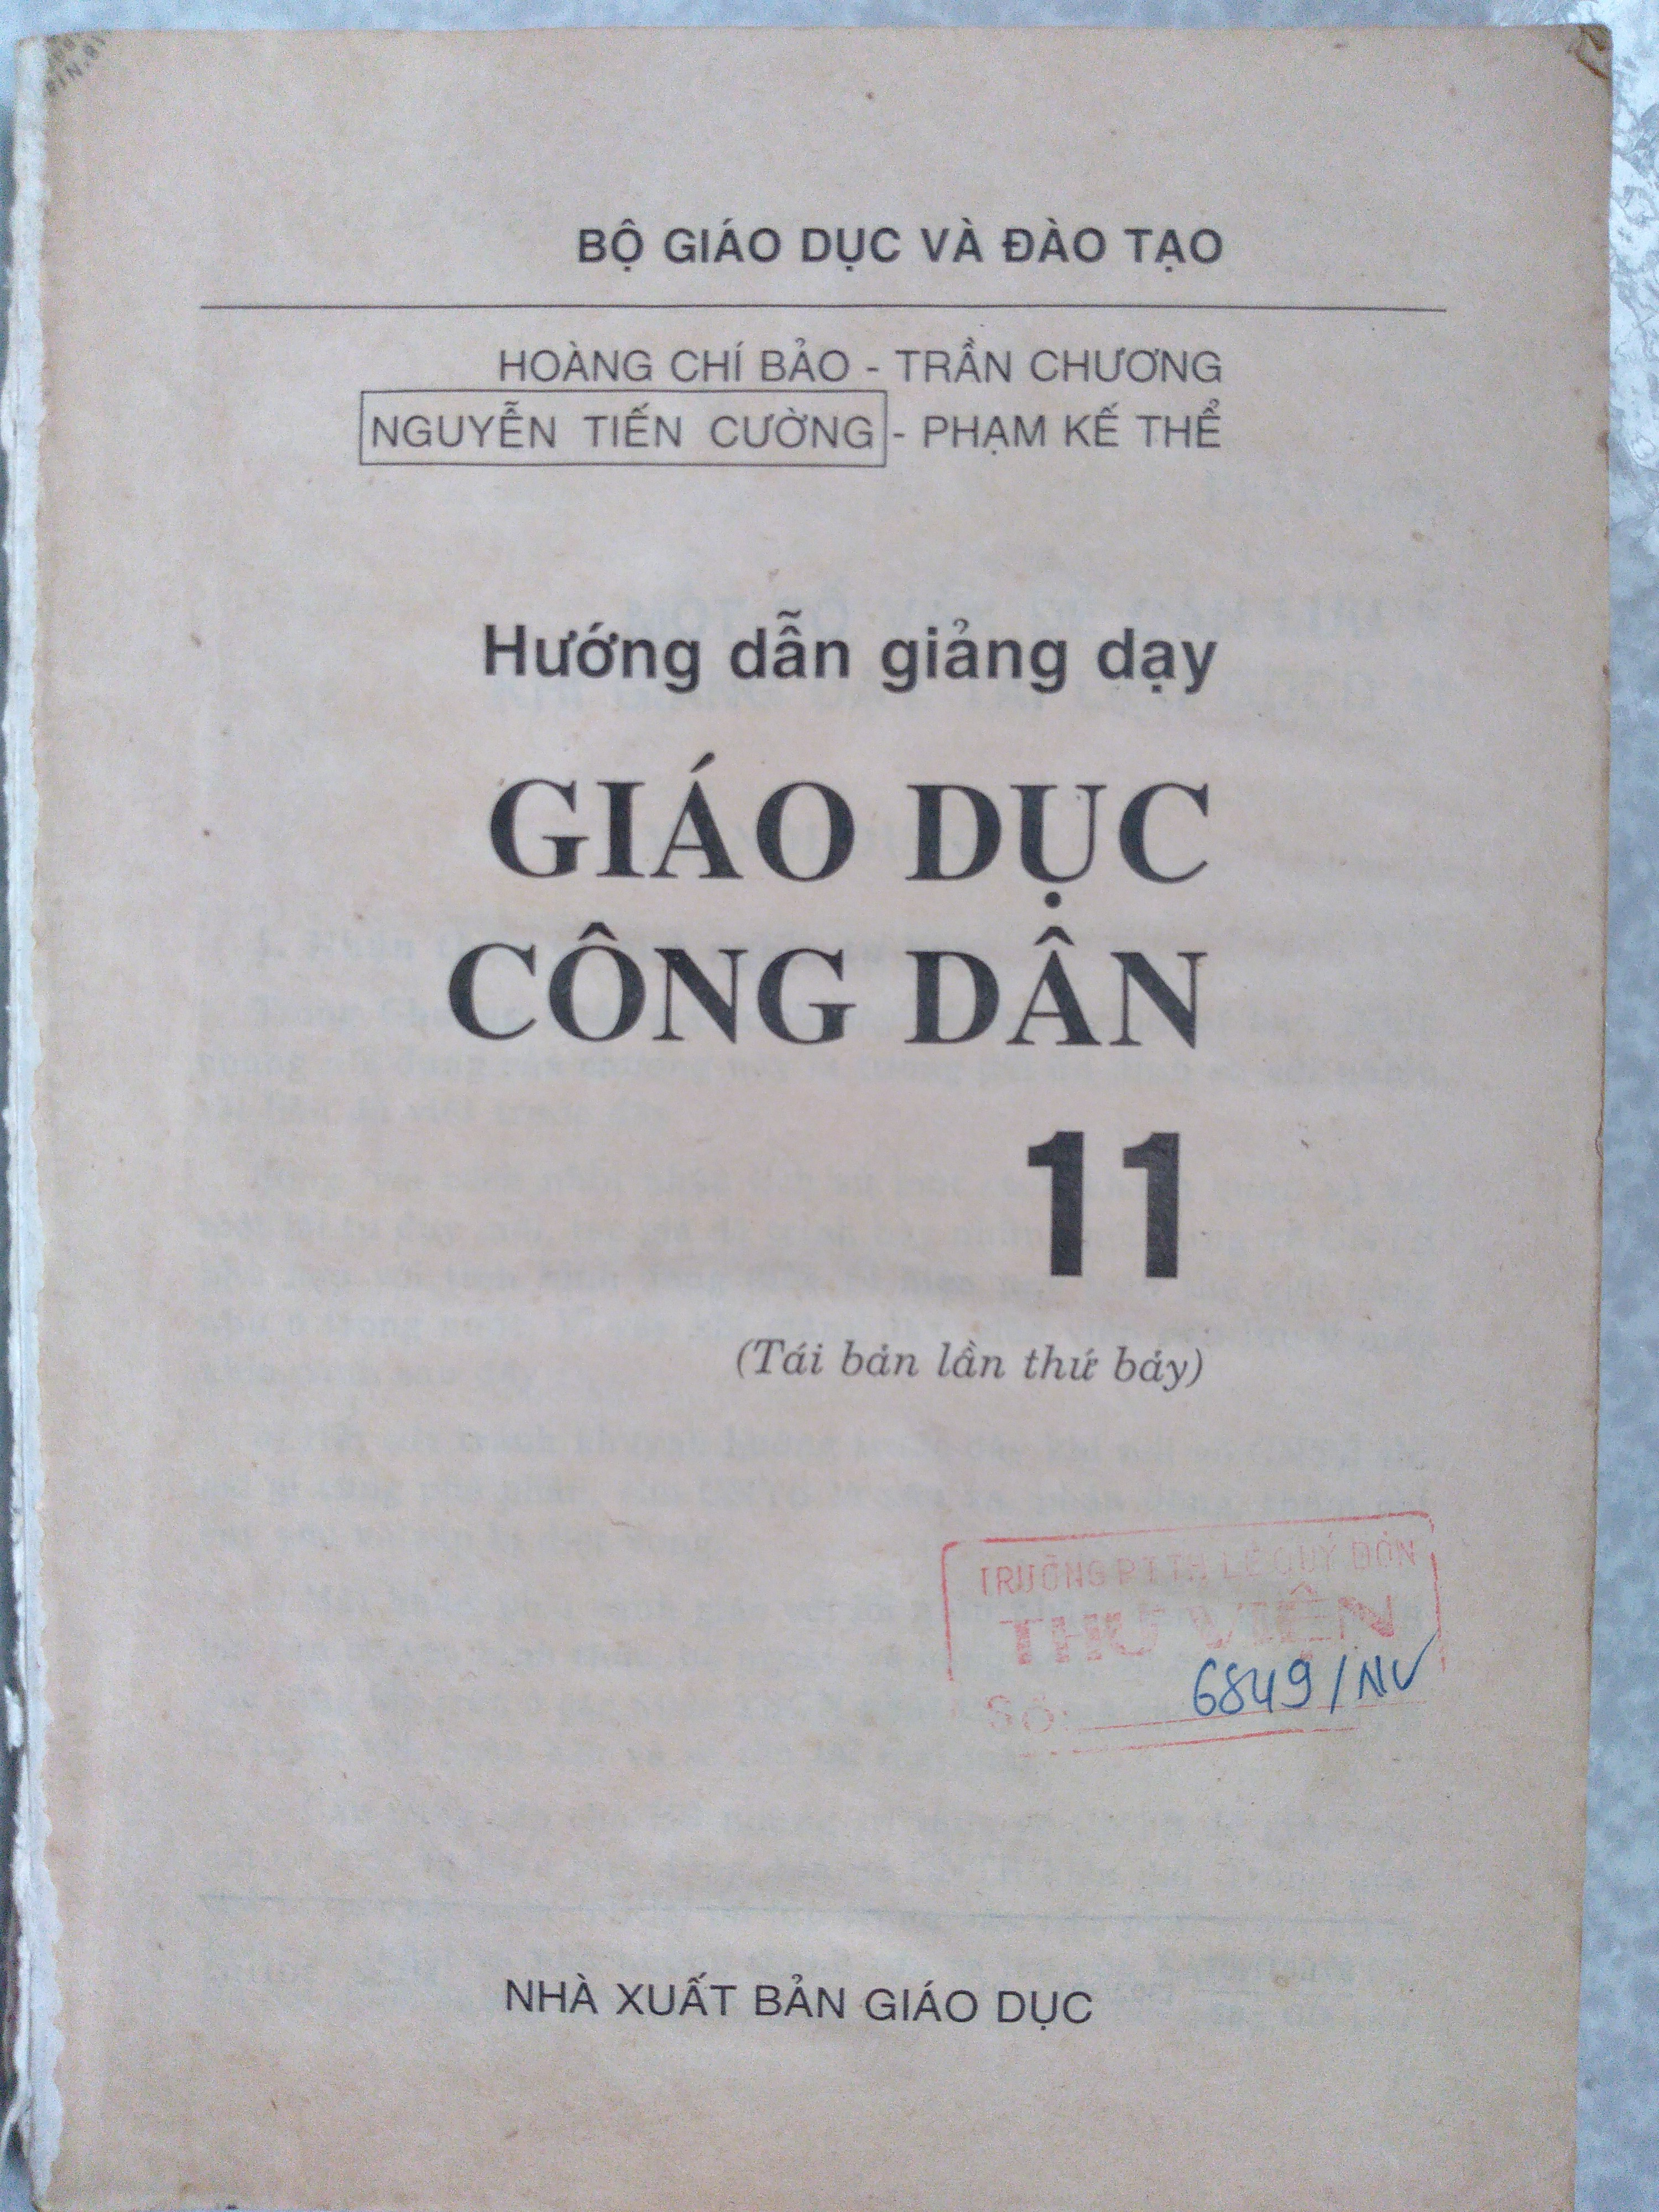 BỘ GIÁO DỤC VÀ ĐÀO TẠO
HOÀNG CHÍ BẢO - TRẦN CHƯƠNG
NGUYỄN TIẾN CƯỜNG - PHẠM KẾ THỂ
Hướng dẫn giảng dạy
GIÁO DỤC
CÔNG DÂN
11
(Tái bản lần thứ bảy)
TRƯỜNG PTTH LÊ QUÝ ĐÔN
THƯ VIỆN
Số: 6849/NV
NHÀ XUẤT BẢN GIÁO DỤC